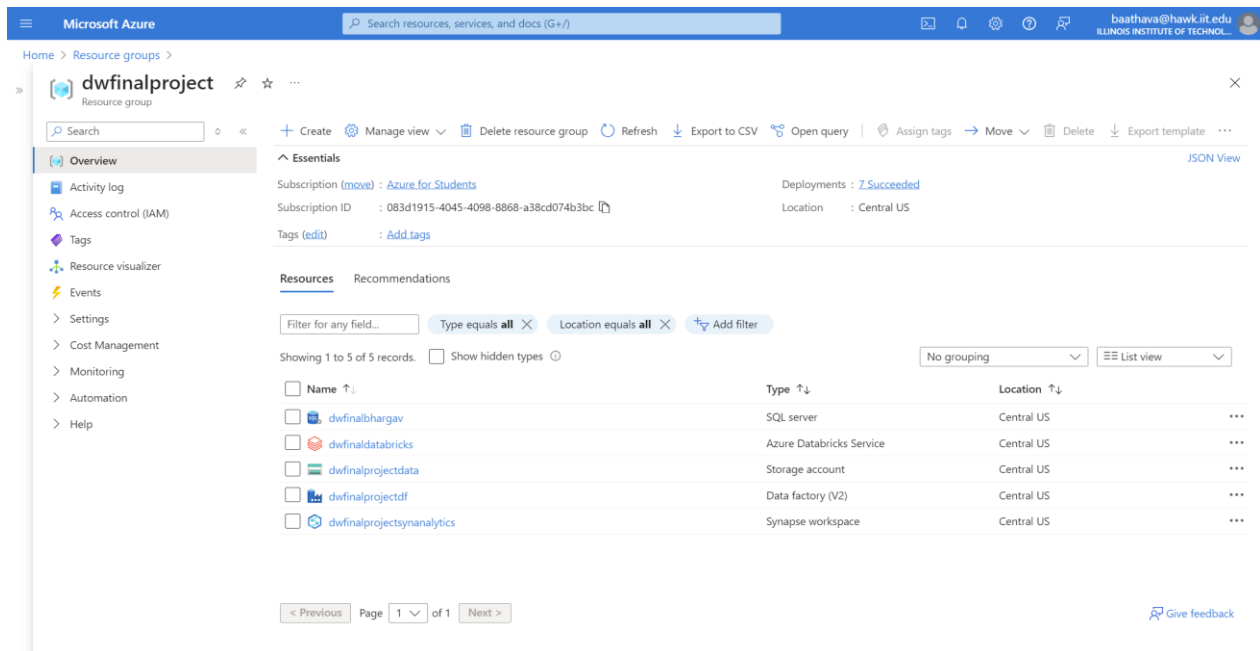 Microsoft Azure
Search resources, services, and docs (G+/)
baathava@hawk.iit.edu
ILLINOIS INSTITUTE OF TECHNOL...
Home > Resource groups >
dwfinalproject
Resource group
Search
Overview
Activity log
Access control (IAM)
Tags
Resource visualizer
Events
Settings
Cost Management
Monitoring
Automation
Help
Create Manage view Delete resource group Refresh Export to CSV Open query Assign tags Move Delete Export template
Essentials JSON View
Subscription (move) : Azure for Students Deployments : 7 Succeeded
Subscription ID : 083d1915-4045-4098-8868-a38cd074b3bc Location : Central US
Tags (edit) : Add tags
Resources Recommendations
Filter for any field... Type equals all Location equals all Add filter
Showing 1 to 5 of 5 records. Show hidden types No grouping List view
Name Type Location
dwfinalbhargav SQL server Central US
dwfinaldatabricks Azure Databricks Service Central US
dwfinalprojectdata Storage account Central US
dwfinalprojectdf Data factory (V2) Central US
dwfinalprojectsynanalytics Synapse workspace Central US
< Previous Page 1 of 1 Next > Give feedback